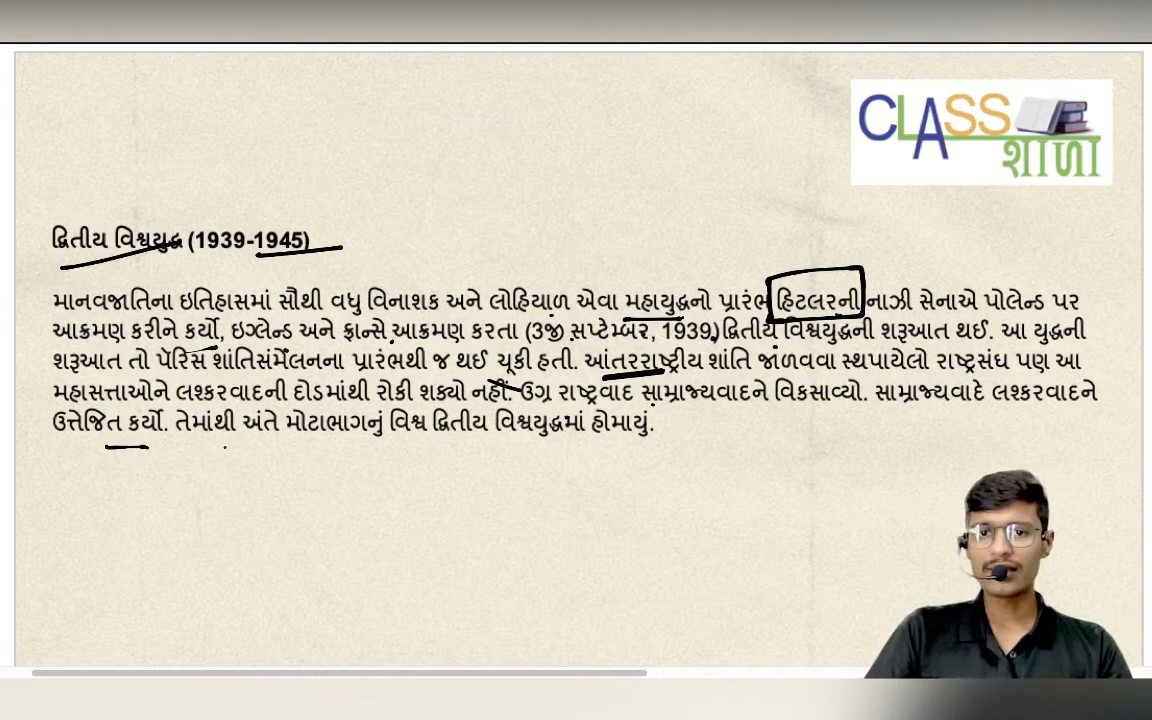 CLASS
શાળા
દ્વિતીય વિશ્વયુદ્ધ (1939-1945)
માનવજાતિના ઇતિહાસમાં સૌથી વધુ વિનાશક અને લોહિયાળ એવા મહાયુદ્ધનો પ્રારંભ હિટલરની નાઝી સેનાએ પોલેન્ડ પર
આક્રમણ કરીને કર્યો, ઇંગ્લેન્ડ અને ફ્રાન્સે આક્રમણ કરતા (3જી સપ્ટેમ્બર, 1939) દ્વિતીય વિશ્વયુદ્ધની શરૂઆત થઈ. આ યુદ્ધની
શરૂઆત તો પૅરિસ શાંતિસંમેલનના પ્રારંભથી જ થઈ ચૂકી હતી. આંતરરાષ્ટ્રીય શાંતિ જાળવવા સ્થપાયેલો રાષ્ટ્રસંઘ પણ આ
મહાસત્તાઓને લશ્કરવાદની દોડમાંથી રોકી શક્યો નહીં. ઉગ્ર રાષ્ટ્રવાદ સામ્રાજ્યવાદને વિકસાવ્યો. સામ્રાજ્યવાદે લશ્કરવાદને
ઉત્તેજિત કર્યો. તેમાંથી અંતે મોટાભાગનું વિશ્વ દ્વિતીય વિશ્વયુદ્ધમાં હોમાયું.